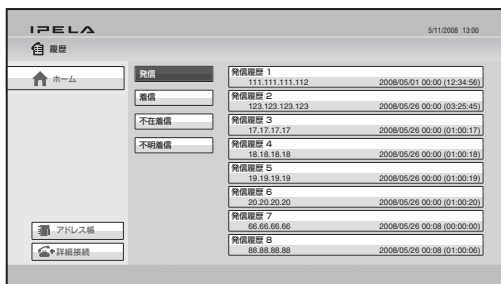 IPELA
5/11/2008 13:00
履歴
ホーム
発信
着信
不在着信
不明着信
発信履歴 1
111.111.111.112 2008/05/01 00:00 (12:34:56)
発信履歴 2
123.123.123.123 2008/05/26 00:00 (03:25:45)
発信履歴 3
17.17.17.17 2008/05/26 00:00 (01:00:17)
発信履歴 4
18.18.18.18 2008/05/26 00:00 (01:00:18)
発信履歴 5
19.19.19.19 2008/05/26 00:00 (01:00:19)
発信履歴 6
20.20.20.20 2008/05/26 00:00 (01:00:20)
発信履歴 7
66.66.66.66 2008/05/26 00:08 (00:00:00)
発信履歴 8
88.88.88.88 2008/05/26 00:08 (01:00:06)
アドレス帳
詳細接続